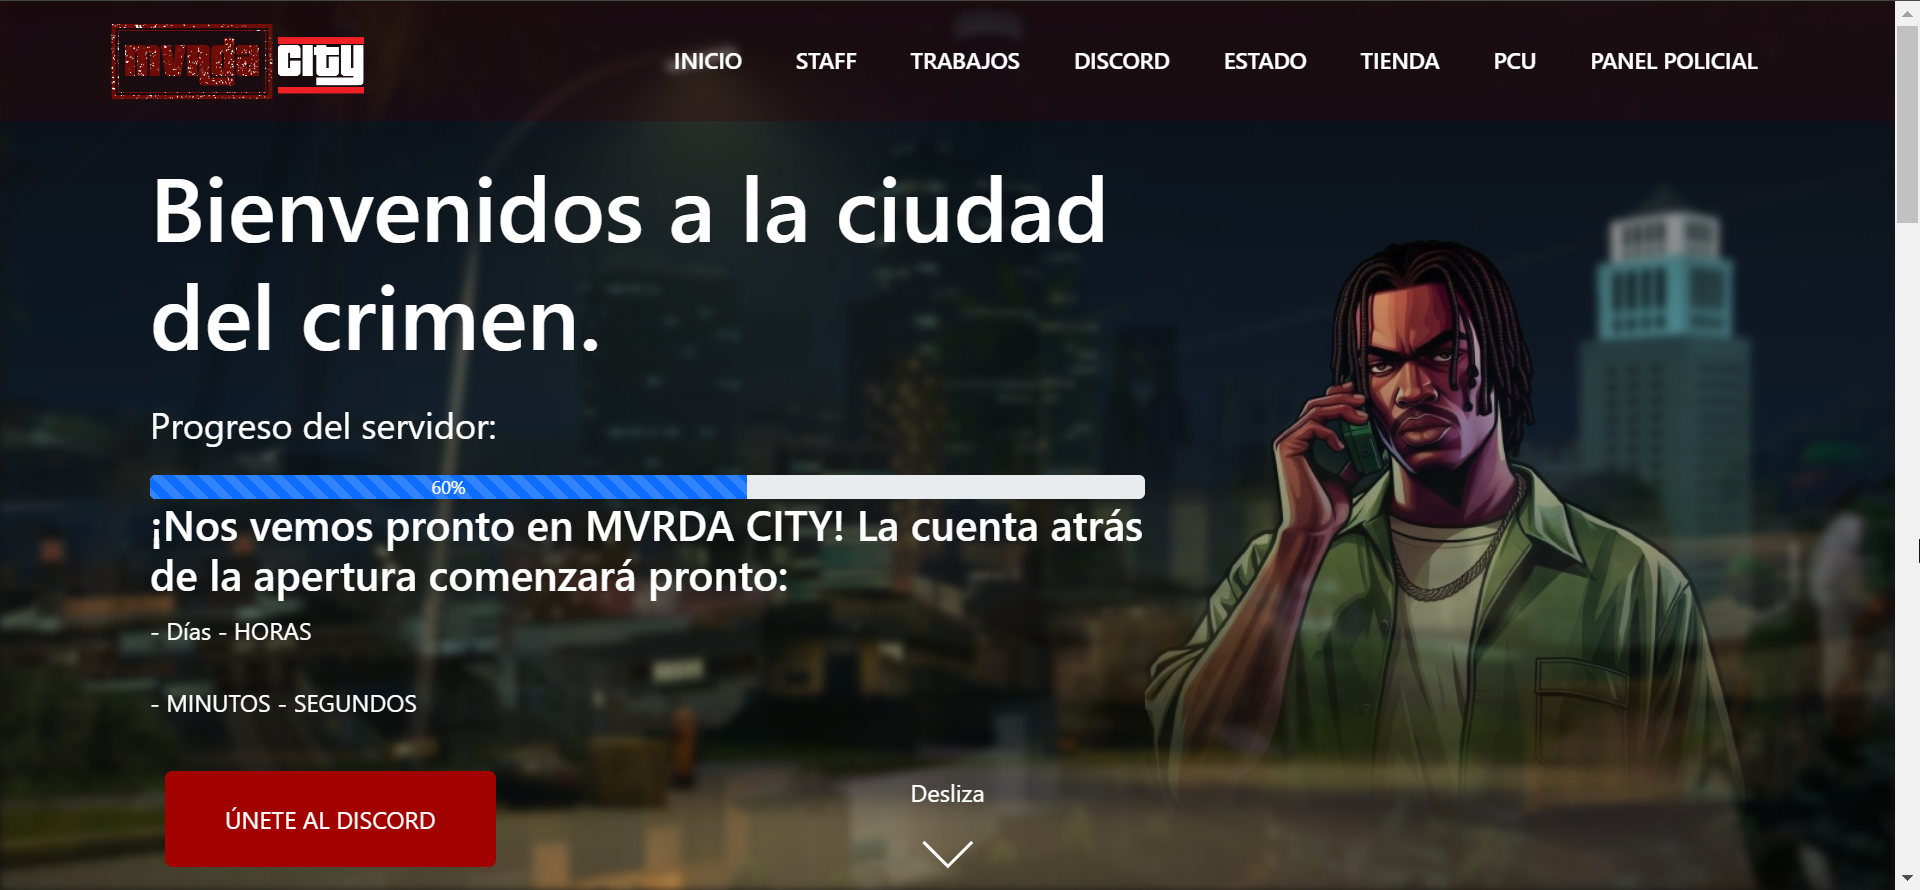 mvrda city
INICIO STAFF TRABAJOS DISCORD ESTADO TIENDA PCU PANEL POLICIAL
Bienvenidos a la ciudad
del crimen.
Progreso del servidor:
60%
¡Nos vemos pronto en MVRDA CITY! La cuenta atrás
de la apertura comenzará pronto:
- Días - HORAS
- MINUTOS - SEGUNDOS
ÚNETE AL DISCORD
Desliza